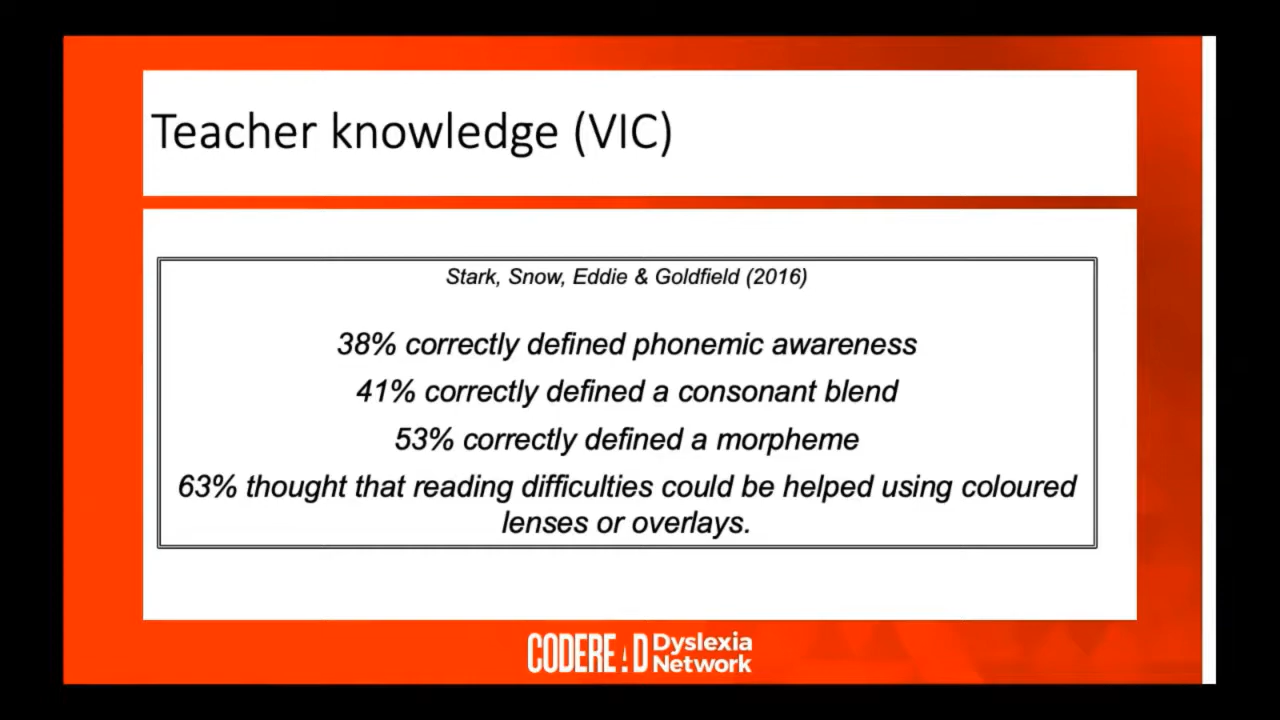 Teacher knowledge (VIC)
Stark, Snow, Eddie & Goldfield (2016)
38% correctly defined phonemic awareness
41% correctly defined a consonant blend
53% correctly defined a morpheme
63% thought that reading difficulties could be helped using coloured
lenses or overlays.
CODEREAD Dyslexia
Network